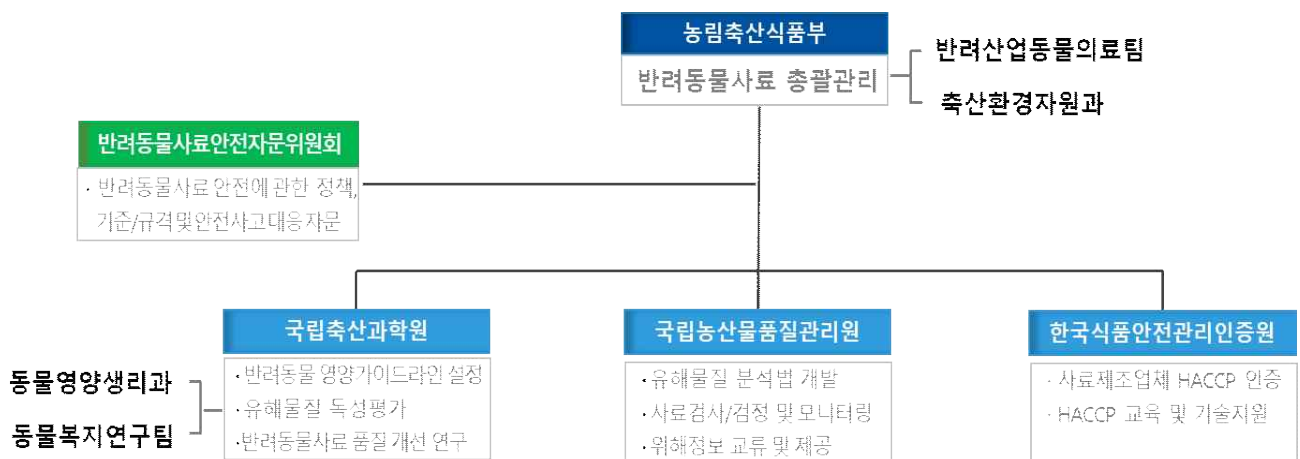 농림축산식품부
반려동물사료 총괄관리
반려산업동물의료팀
축산환경자원과
반려동물사료안전자문위원회
· 반려동물사료 안전에 관한 정책,
기준/규격 및 안전사고 대응 자문
국립축산과학원
· 반려동물 영양가이드라인 설정
· 유해물질 독성평가
· 반려동물사료 품질 개선 연구
동물영양생리과
동물복지연구팀
국립농산물품질관리원
· 유해물질 분석법 개발
· 사료검사/검정 및 모니터링
· 위해정보 교류 및 제공
한국식품안전관리인증원
· 사료제조업체 HACCP 인증
· HACCP 교육 및 기술지원